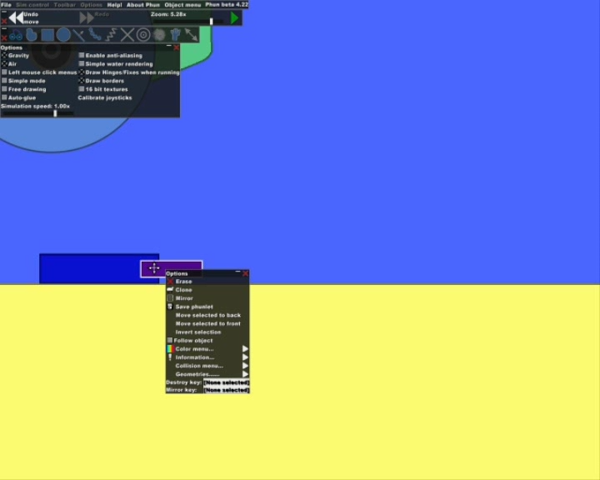 File Sim control Toolbar Options Help! About Phun Object menu Phun beta 4.22
Undo Redo Zoom: 5.28x
move
Options
Gravity Enable anti-aliasing
Air Simple water rendering
Left mouse click menus Draw Hinges/Fixes when running
Simple mode Draw borders
Free drawing 16 bit textures
Auto-glue Calibrate joysticks
Simulation speed: 1.00x
Options
Erase
Clone
Mirror
Save phunlet
Move selected to back
Move selected to front
Invert selection
Follow object
Color menu...
Information...
Collision menu...
Geometries.....
Destroy key: [None selected]
Mirror key: [None selected]